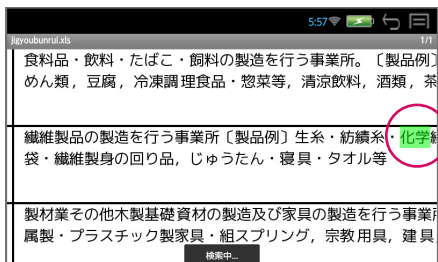 5:57
jigyoubunrui.xls
1/1
食料品・飲料・たばこ・飼料の製造を行う事業所。〔製品例〕
めん類，豆腐，冷凍調理食品・惣菜等，清涼飲料，酒類，茶
繊維製品の製造を行う事業所〔製品例〕生糸・紡績糸・化学繊
袋・繊維製身の回り品，じゅうたん・寝具・タオル等
製材業その他木製基礎資材の製造及び家具の製造を行う事業所
属製・プラスチック製家具・組スプリング，宗教用具，建具
検索中...